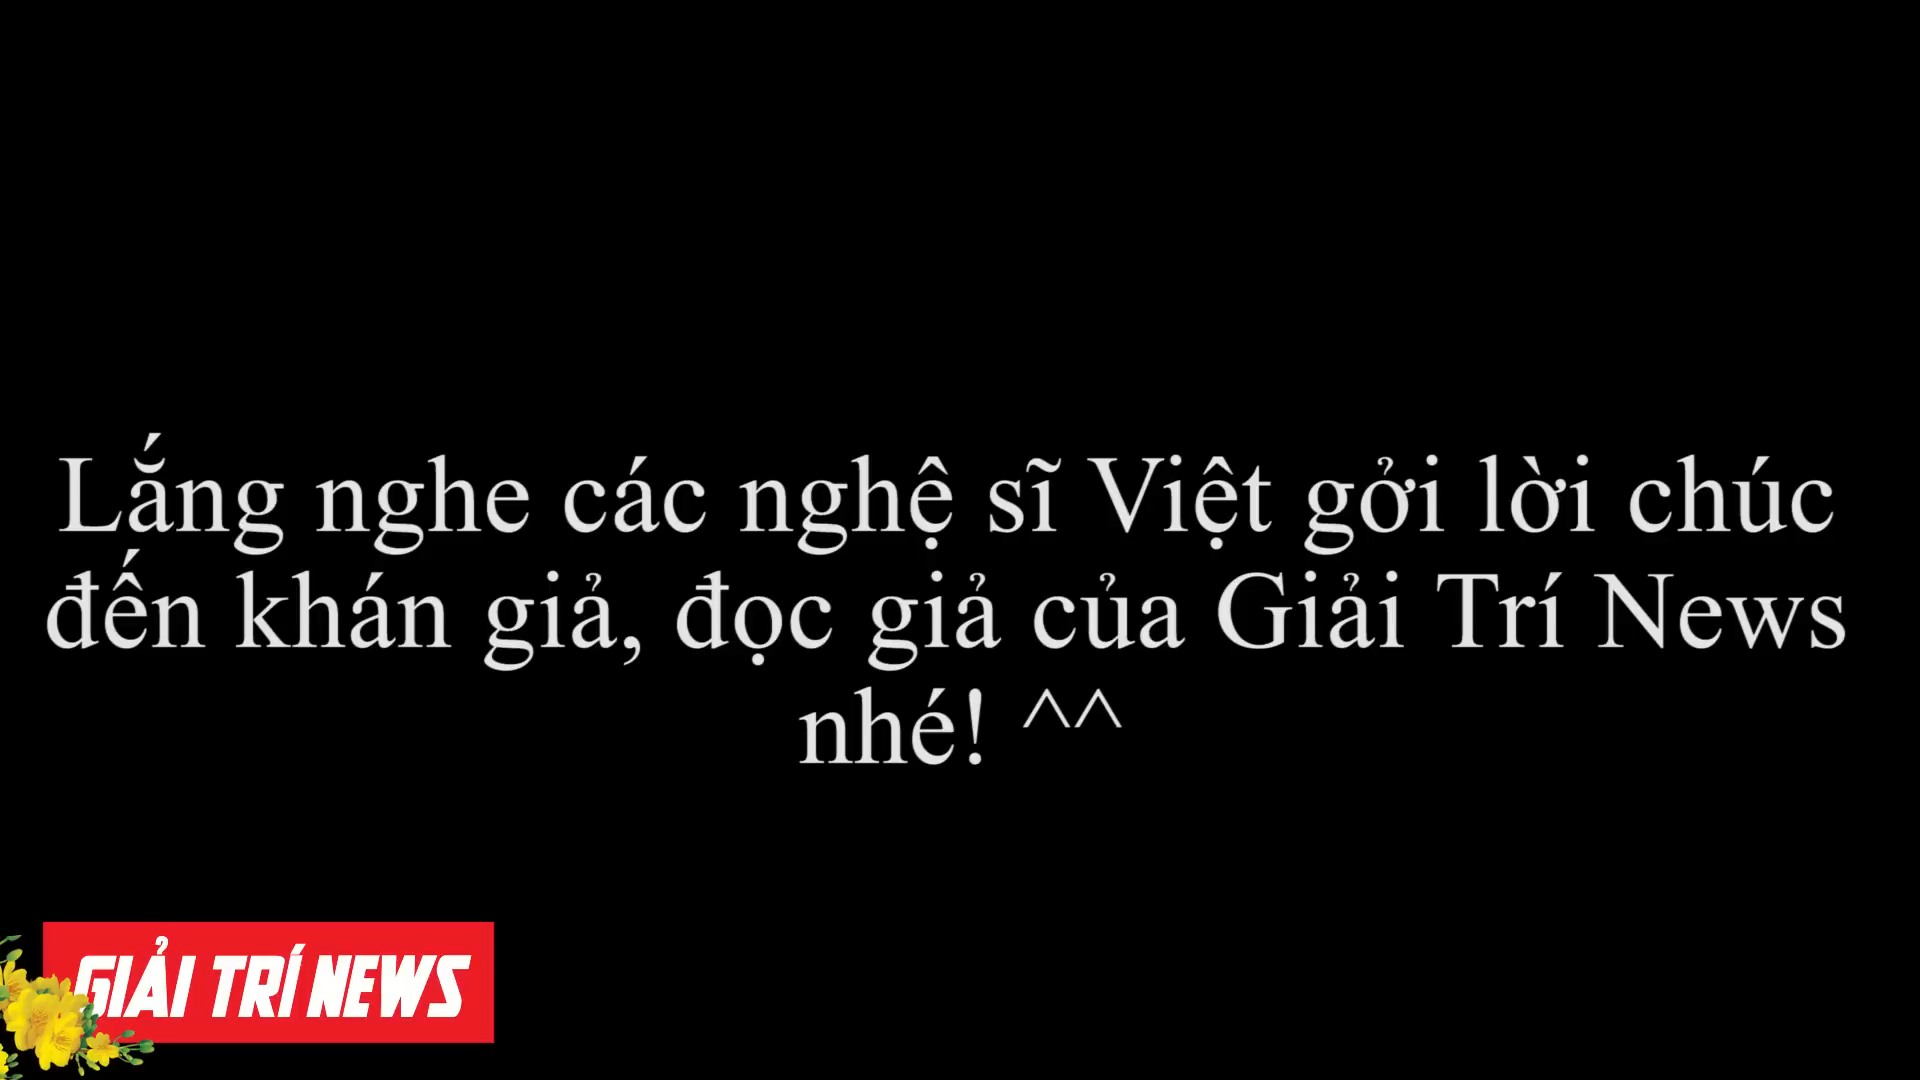 Lắng nghe các nghệ sĩ Việt gởi lời chúc
đến khán giả, đọc giả của Giải Trí News
nhé! ^^
GIẢI TRÍ NEWS